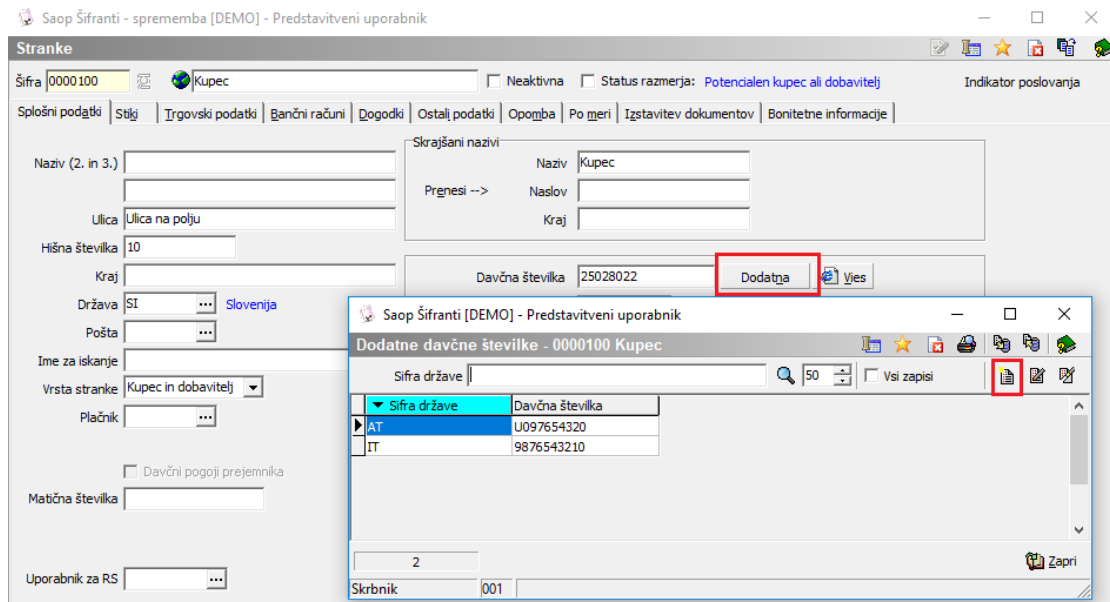 Saop Šifranti - sprememba [DEMO] - Predstavitveni uporabnik
Stranke
Šifra 0000100 Kupec Neaktivna Status razmerja: Potencialen kupec ali dobavitelj Indikator poslovanja
Splošni podatki Stiki Trgovski podatki Bančni računi Dogodki Ostali podatki Opomba Po meri Izstavitev dokumentov Bonitetne informacije
Naziv (2. in 3.)
Skrajšani nazivi
Naziv Kupec
Prenesi --> Naslov
Kraj
Ulica Ulica na polju
Hišna številka 10
Kraj
Davčna številka 25028022 Dodatna Vies
Država SI ... Slovenija
Pošta ...
Ime za iskanje
Vrsta stranke Kupec in dobavitelj
Plačnik ...
Davčni pogoji prejemnika
Matična številka
Uporabnik za RS ...
Saop Šifranti [DEMO] - Predstavitveni uporabnik
Dodatne davčne številke - 0000100 Kupec
Sifra države 50 Vsi zapisi
Sifra države Davčna številka
AT U097654320
IT 9876543210
2 Zapri
Skrbnik 001